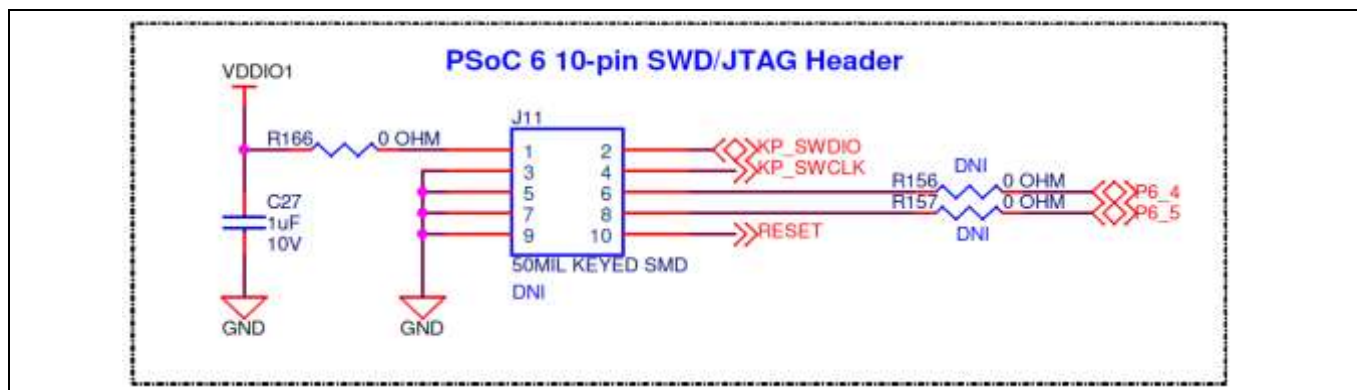 PSoC 6 10-pin SWD/JTAG Header
VDDIO1
J11
R166 0 OHM
1 2 KP_SWDIO
3 4 KP_SWCLK
DNI
5 6 R156 0 OHM P6_4
7 8 R157 0 OHM P6_5
DNI
9 10 RESET
C27
1uF
10V
50MIL KEYED SMD
DNI
GND GND